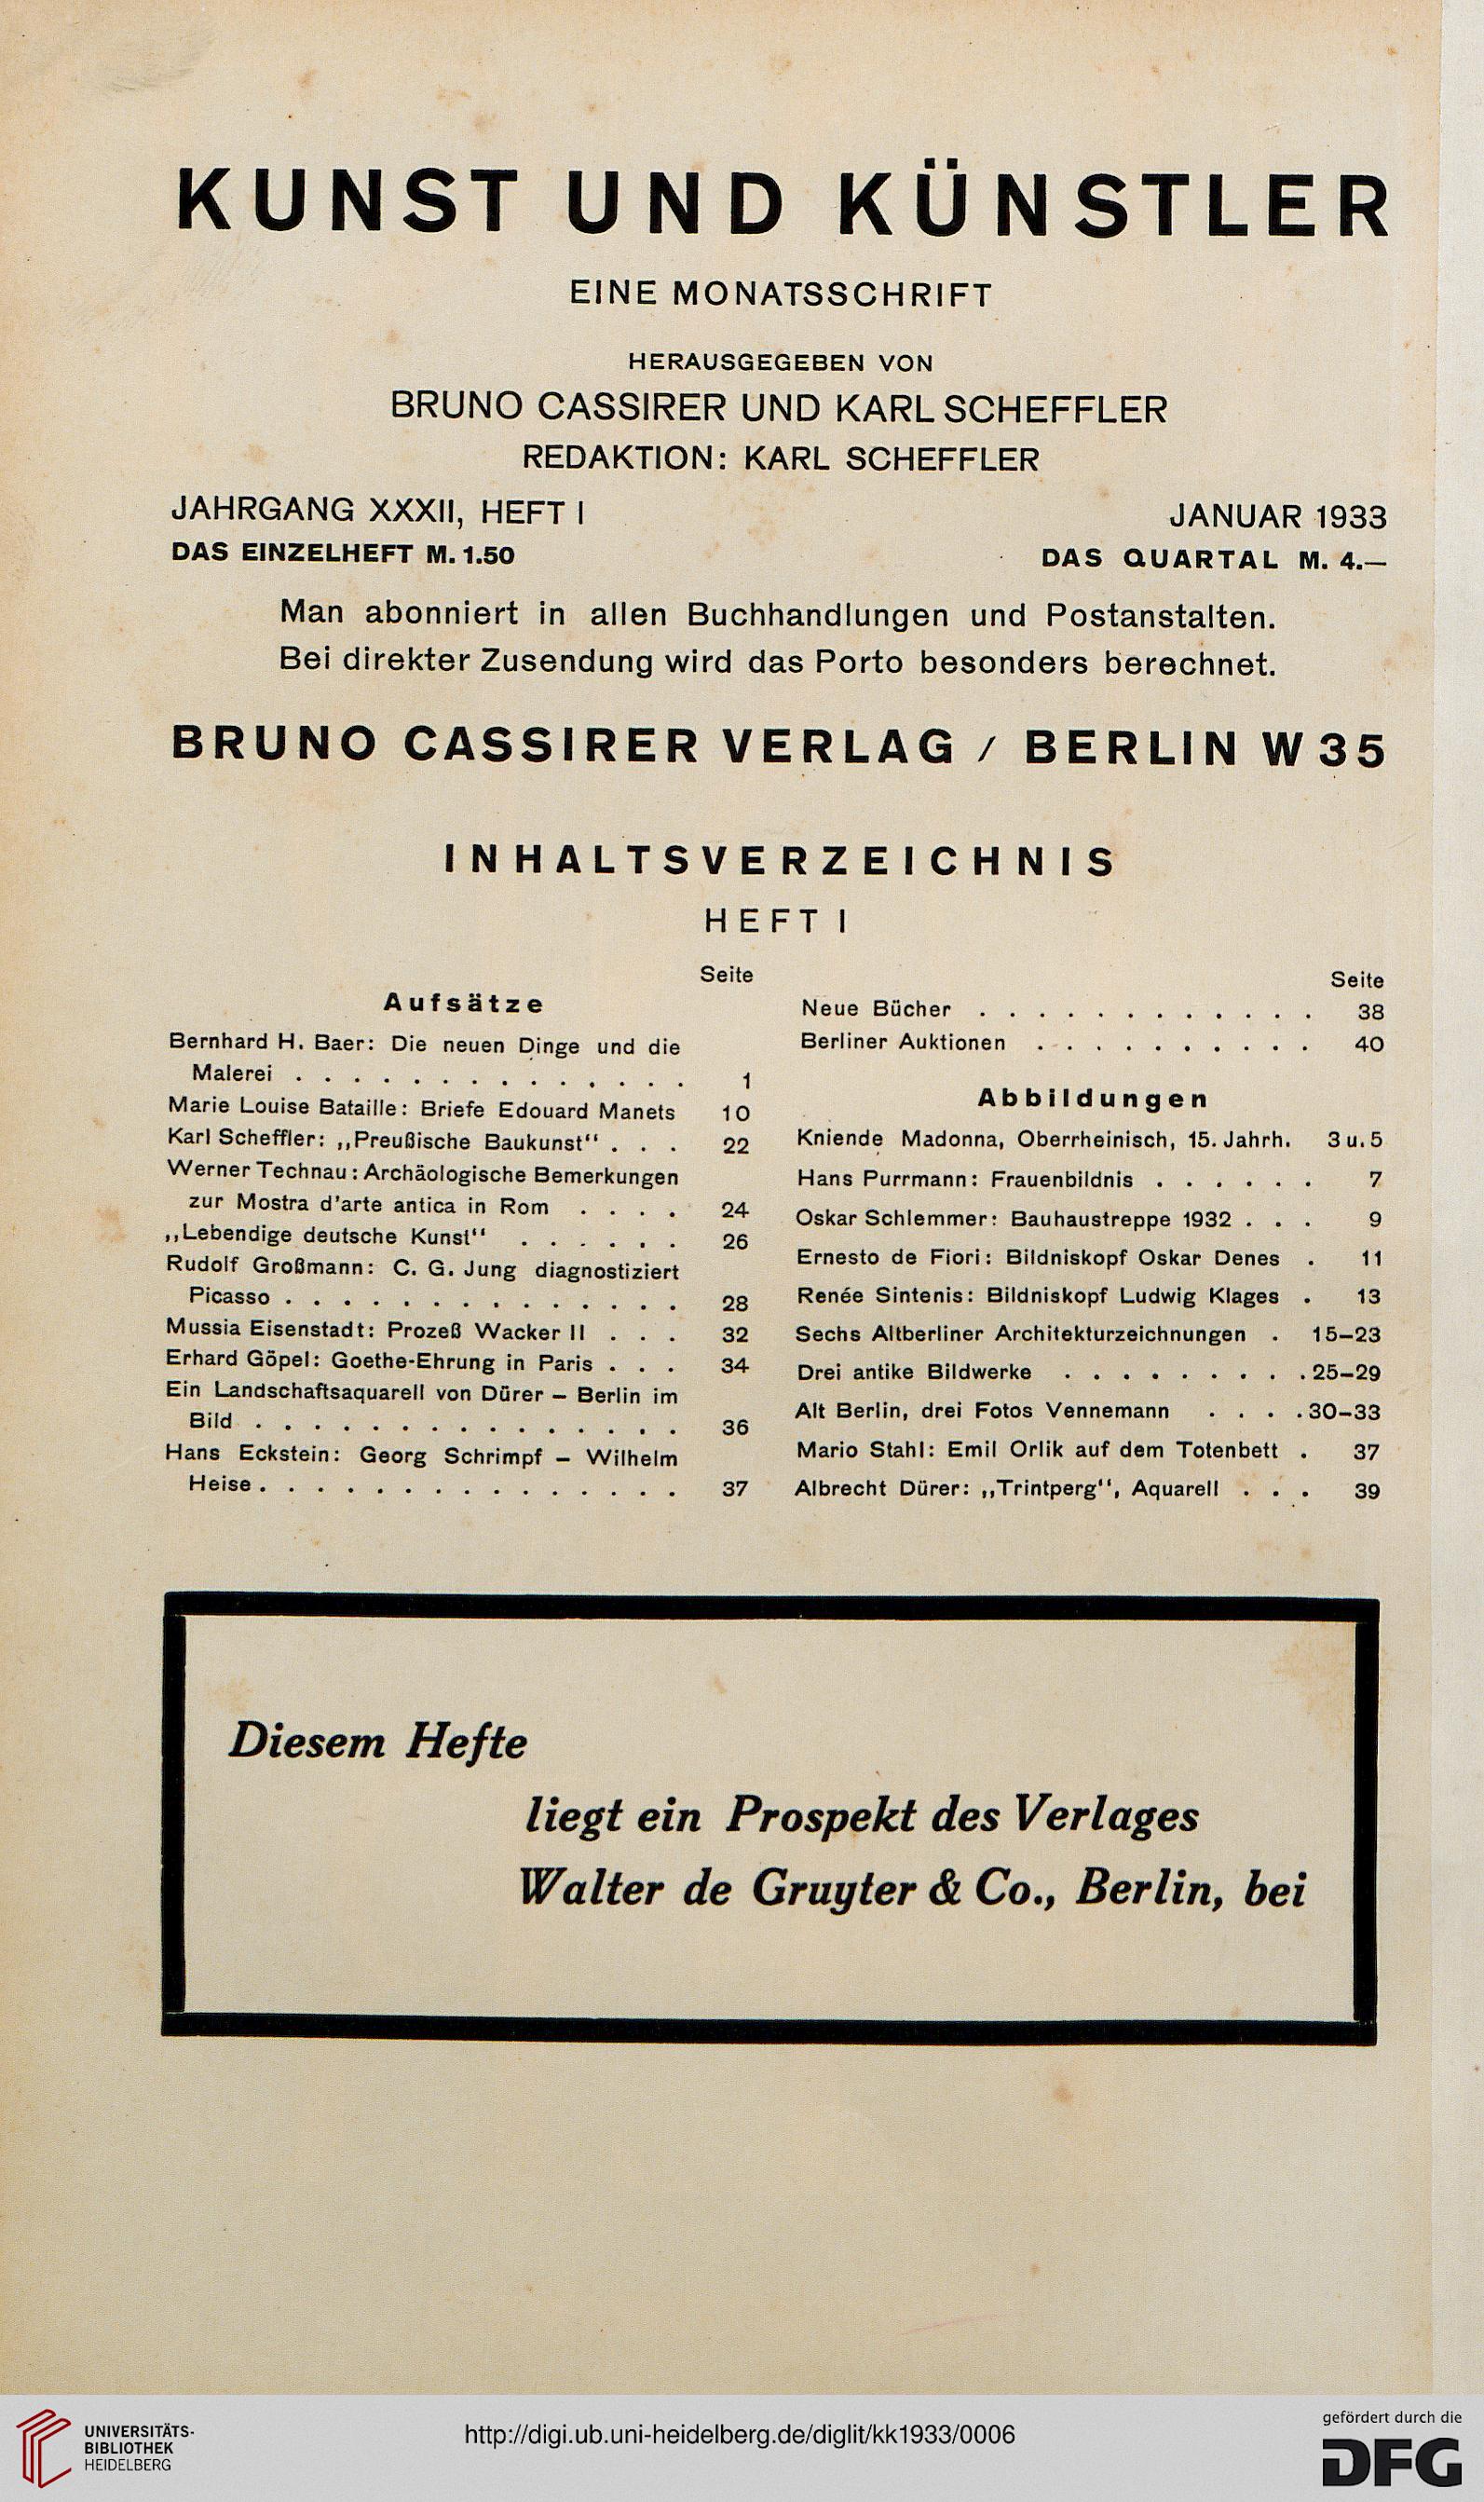 KUNST UND KÜNSTLER
EINE MONATSSCHRIFT
HERAUSGEGEBEN VON
BRUNO CASSIRER UND KARL SCHEFFLER
REDAKTION: KARL SCHEFFLER
JAHRGANG XXXII, HEFT I JANUAR 1933
DAS EINZELHEFT M. 1.50 DAS QUARTAL M. 4.—
Man abonniert in allen Buchhandlungen und Postanstalten.
Bei direkter Zusendung wird das Porto besonders berechnet.
BRUNO CASSIRER VERLAG / BERLIN W 35
INHALTSVERZEICHNIS
HEFT I
Seite
Aufsätze
Bernhard H. Baer: Die neuen Dinge und die
Malerei . . . . . . . . . . . . . . 1
Marie Louise Bataille: Briefe Edouard Manets 10
Karl Scheffler: ,,Preußische Baukunst‘‘ . . . 22
Werner Technau: Archäologische Bemerkungen
zur Mostra d'arte antica in Rom . . . . 24
,,Lebendige deutsche Kunst‘‘ . . . . . . 26
Rudolf Großmann: C. G. Jung diagnostiziert
Picasso . . . . . . . . . . . . . . 28
Mussia Eisenstadt: Prozeß Wacker II . . . 32
Erhard Göpel: Goethe-Ehrung in Paris . . . 34
Ein Landschaftsaquarell von Dürer – Berlin im
Bild . . . . . . . . . . . . . . . 36
Hans Eckstein: Georg Schrimpf – Wilhelm
Heise . . . . . . . . . . . . . . . 37
Seite
Neue Bücher . . . . . . . . . . . . 38
Berliner Auktionen . . . . . . . . . . 40
Abbildungen
Kniende Madonna, Oberrheinisch, 15. Jahrh. 3 u. 5
Hans Purrmann: Frauenbildnis . . . . . . 7
Oskar Schlemmer: Bauhaustreppe 1932 . . . 9
Ernesto de Fiori: Bildniskopf Oskar Denes . 11
Renée Sintenis: Bildniskopf Ludwig Klages . 13
Sechs Altberliner Architekturzeichnungen . 15–23
Drei antike Bildwerke . . . . . . . . . 25–29
Alt Berlin, drei Fotos Vennemann . . . . 30–33
Mario Stahl: Emil Orlik auf dem Totenbett . 37
Albrecht Dürer: ,,Trintperg‘‘, Aquarell . . . 39
Diesem Hefte
liegt ein Prospekt des Verlages
Walter de Gruyter & Co., Berlin, bei
UNIVERSITÄTS-
BIBLIOTHEK
HEIDELBERG
http://digi.ub.uni-heidelberg.de/diglit/kk1933/0006
gefördert durch die
DFG